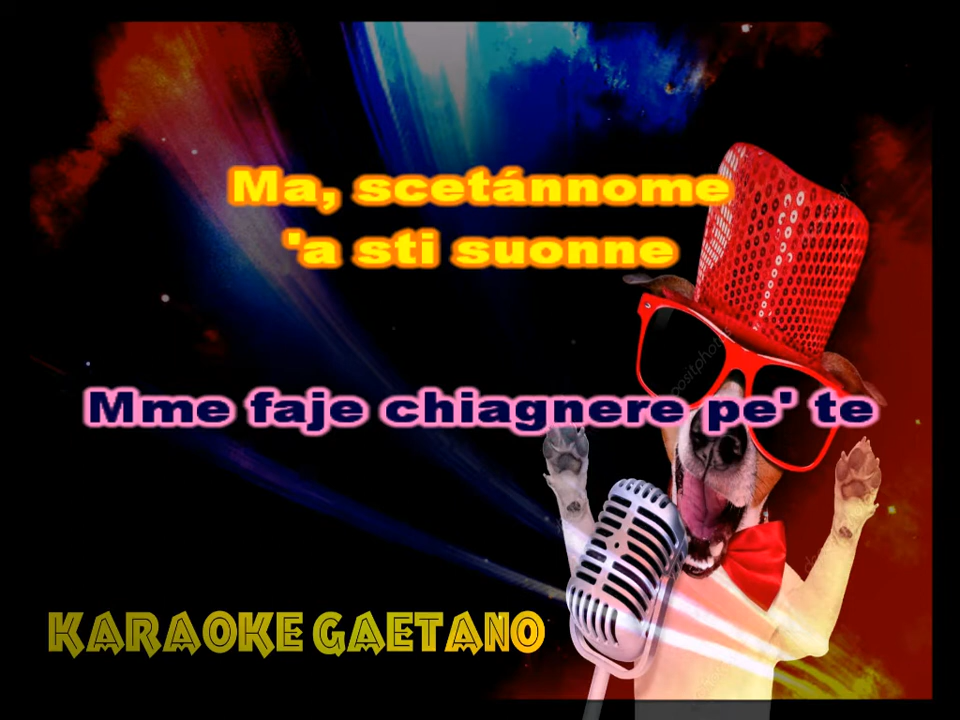 Ma, scetánnome
'a sti suonne
Mme faje chiagnere pe' te
KARAOKE GAETANO